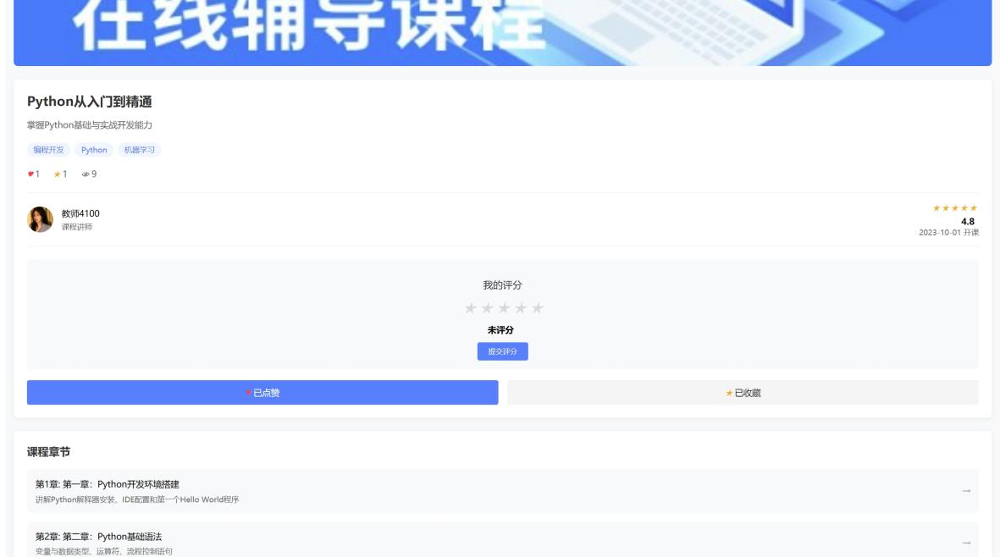 在线辅导课程
Python从入门到精通
掌握Python基础与实战开发能力
编程开发 Python 机器学习
1 1 9
教师4100
课程讲师
4.8
2023-10-01 开课
我的评分
未评分
提交评分
已点赞 已收藏
课程章节
第1章: 第一章：Python开发环境搭建
讲解Python解释器安装、IDE配置和第一个Hello World程序
→
第2章: 第二章：Python基础语法
变量与数据类型、运算符、流程控制语句
→